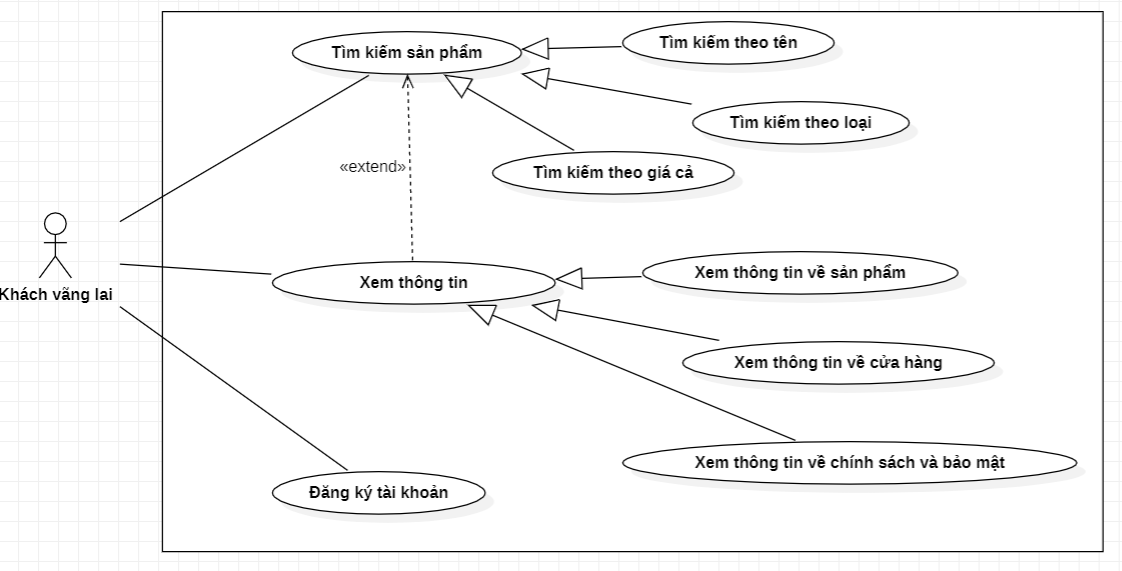 Tìm kiếm sản phẩm
Tìm kiếm theo tên
Tìm kiếm theo loại
«extend»
Tìm kiếm theo giá cả
Khách vãng lai
Xem thông tin
Xem thông tin về sản phẩm
Xem thông tin về cửa hàng
Xem thông tin về chính sách và bảo mật
Đăng ký tài khoản